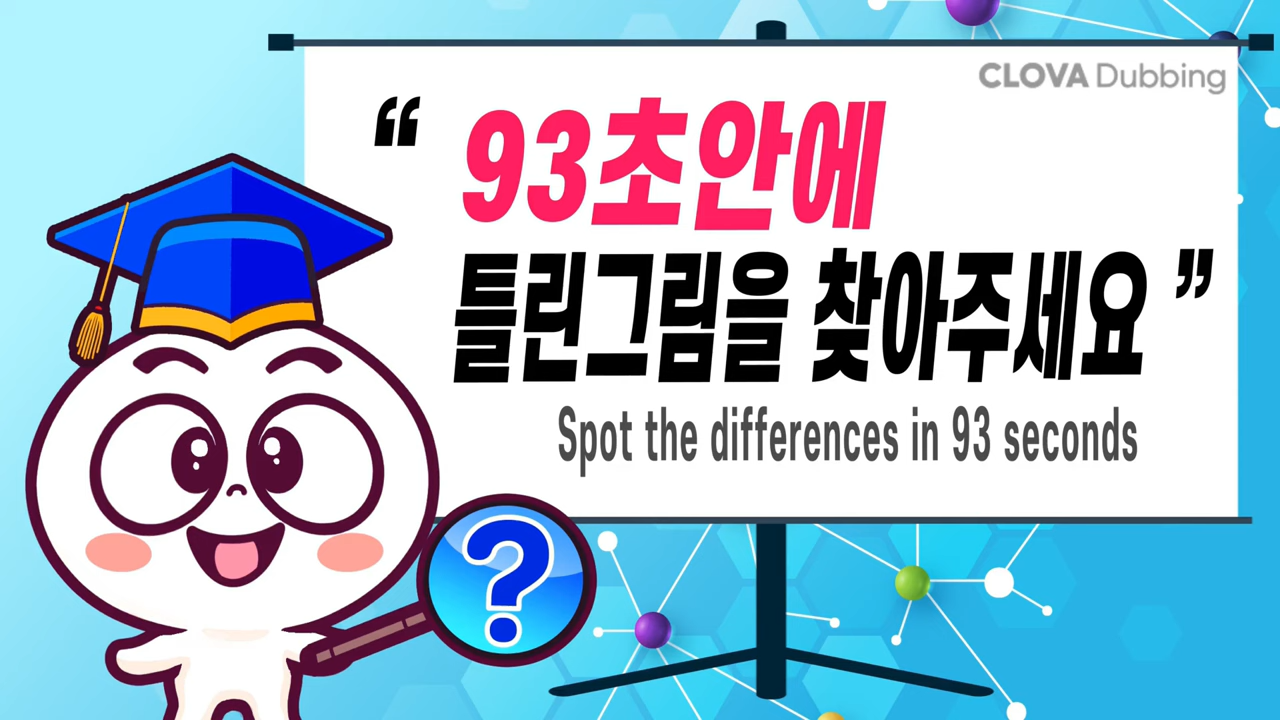 CLOVA Dubbing
“ 93초안에
틀린그림을 찾아주세요 ”
Spot the differences in 93 seconds
?